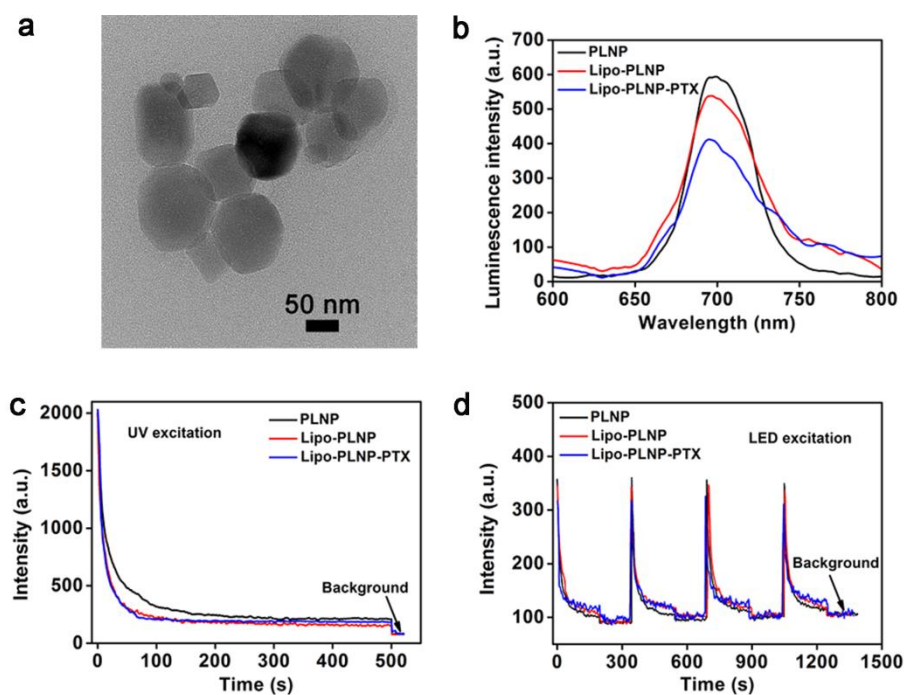 a
50 nm
b
PLNP
Lipo-PLNP
Lipo-PLNP-PTX
Luminescence intensity (a.u.)
700
600
500
400
300
200
100
0
600 650 700 750 800
Wavelength (nm)
c
UV excitation
PLNP
Lipo-PLNP
Lipo-PLNP-PTX
Background
Intensity (a.u.)
2000
1500
1000
500
0
0 100 200 300 400 500
Time (s)
d
PLNP
Lipo-PLNP
Lipo-PLNP-PTX
LED excitation
Background
Intensity (a.u.)
500
400
300
200
100
0 300 600 900 1200 1500
Time (s)